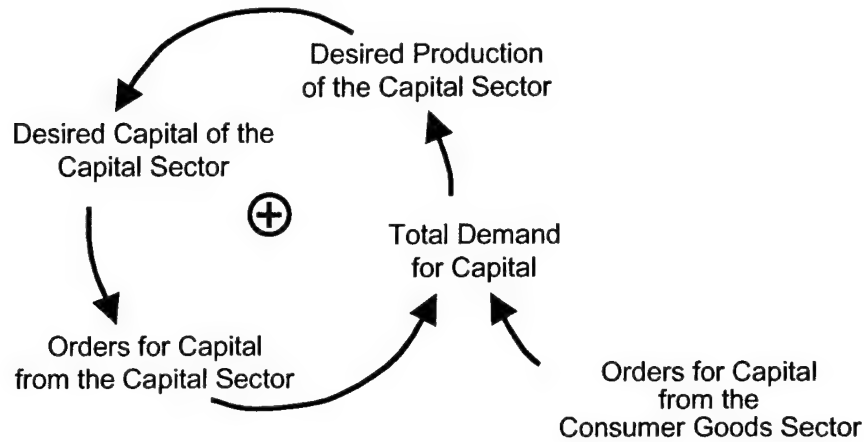 Desired Production
of the Capital Sector
Desired Capital of the
Capital Sector
Total Demand
for Capital
Orders for Capital
from the Capital Sector
Orders for Capital
from the
Consumer Goods Sector